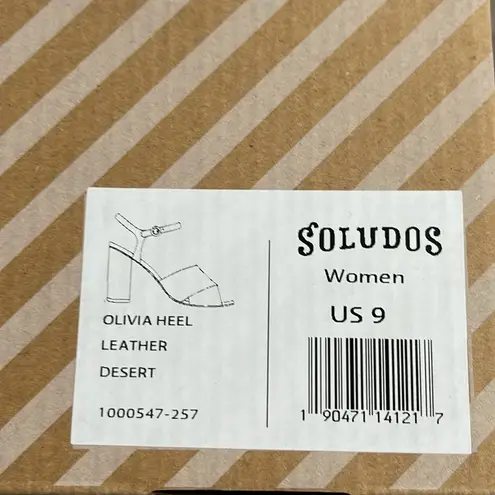 OLIVIA HEEL
LEATHER
DESERT
1000547-257
SOLUDOS
Women
US 9
1 90471 14121 7